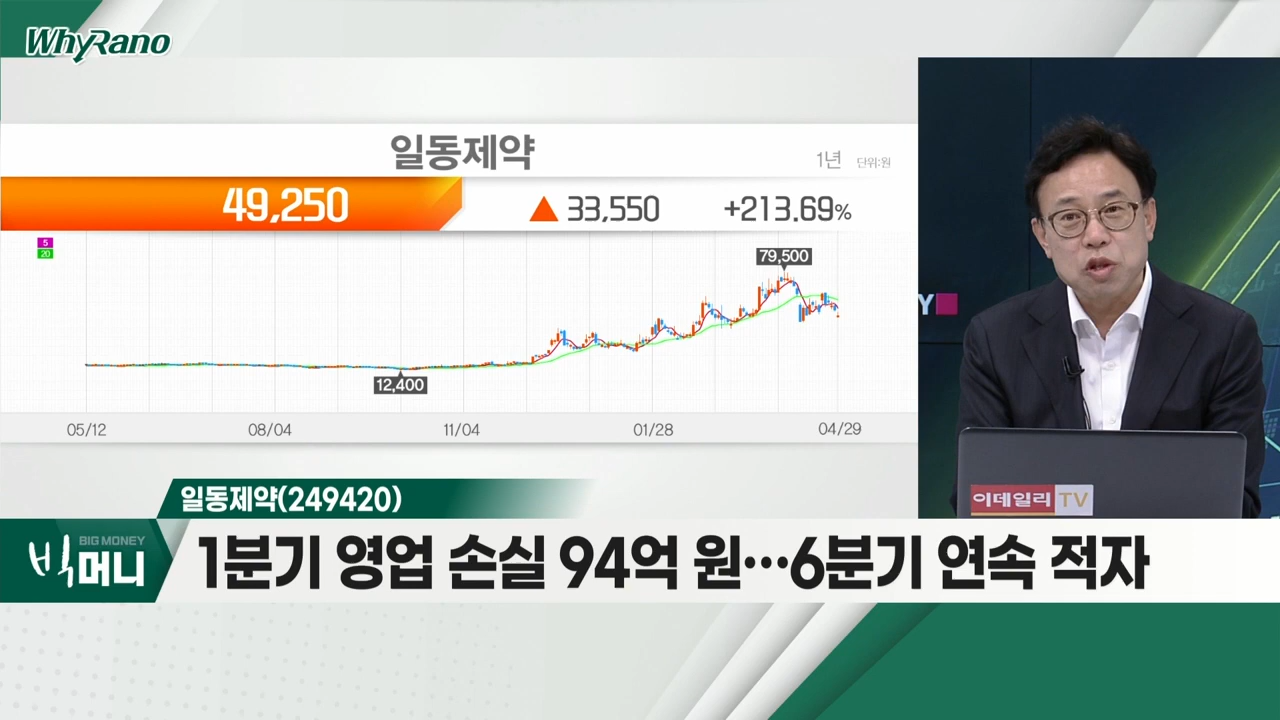 WhyRano
일동제약
1년 단위:원
49,250 ▲ 33,550 +213.69%
5
20
79,500
12,400
05/12 08/04 11/04 01/28 04/29
Y
이데일리 TV
일동제약(249420)
BIG MONEY
빅머니
1분기 영업 손실 94억 원…6분기 연속 적자